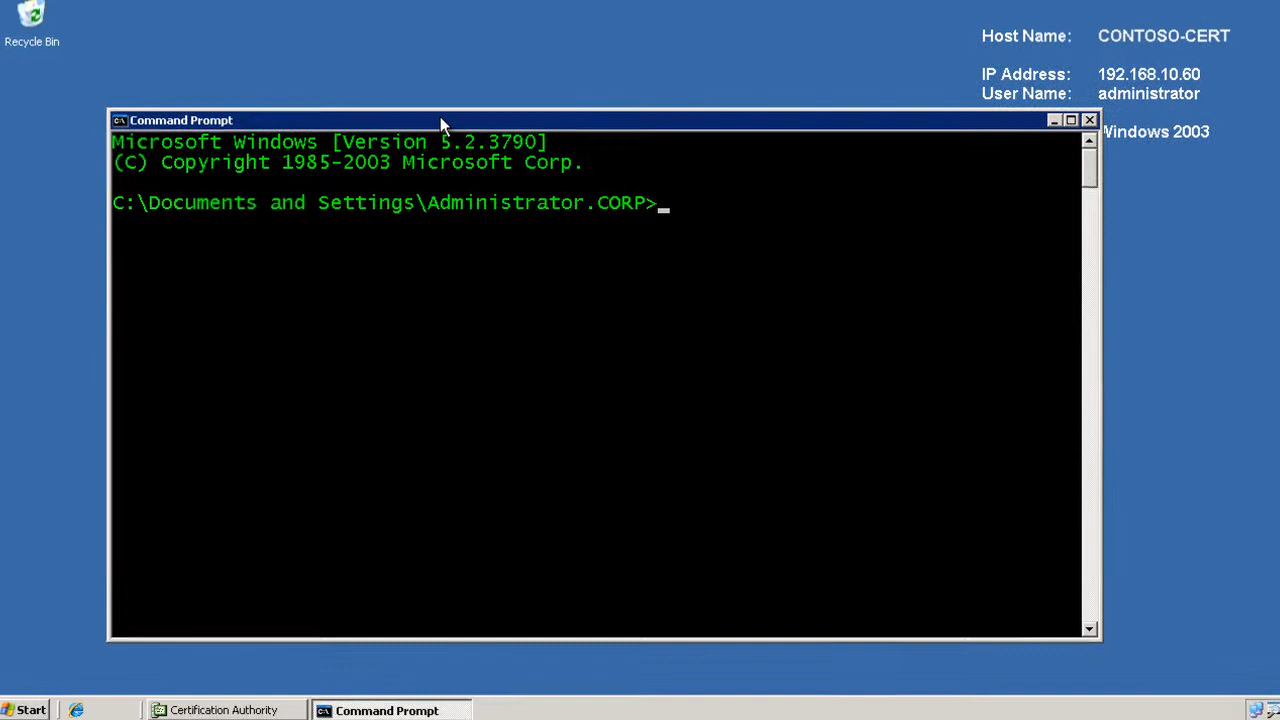 Recycle Bin
Host Name: CONTOSO-CERT
IP Address: 192.168.10.60
User Name: administrator
Windows 2003
Command Prompt
Microsoft Windows [Version 5.2.3790]
(C) Copyright 1985-2003 Microsoft Corp.
C:\Documents and Settings\Administrator.CORP>
Start
Certification Authority
Command Prompt